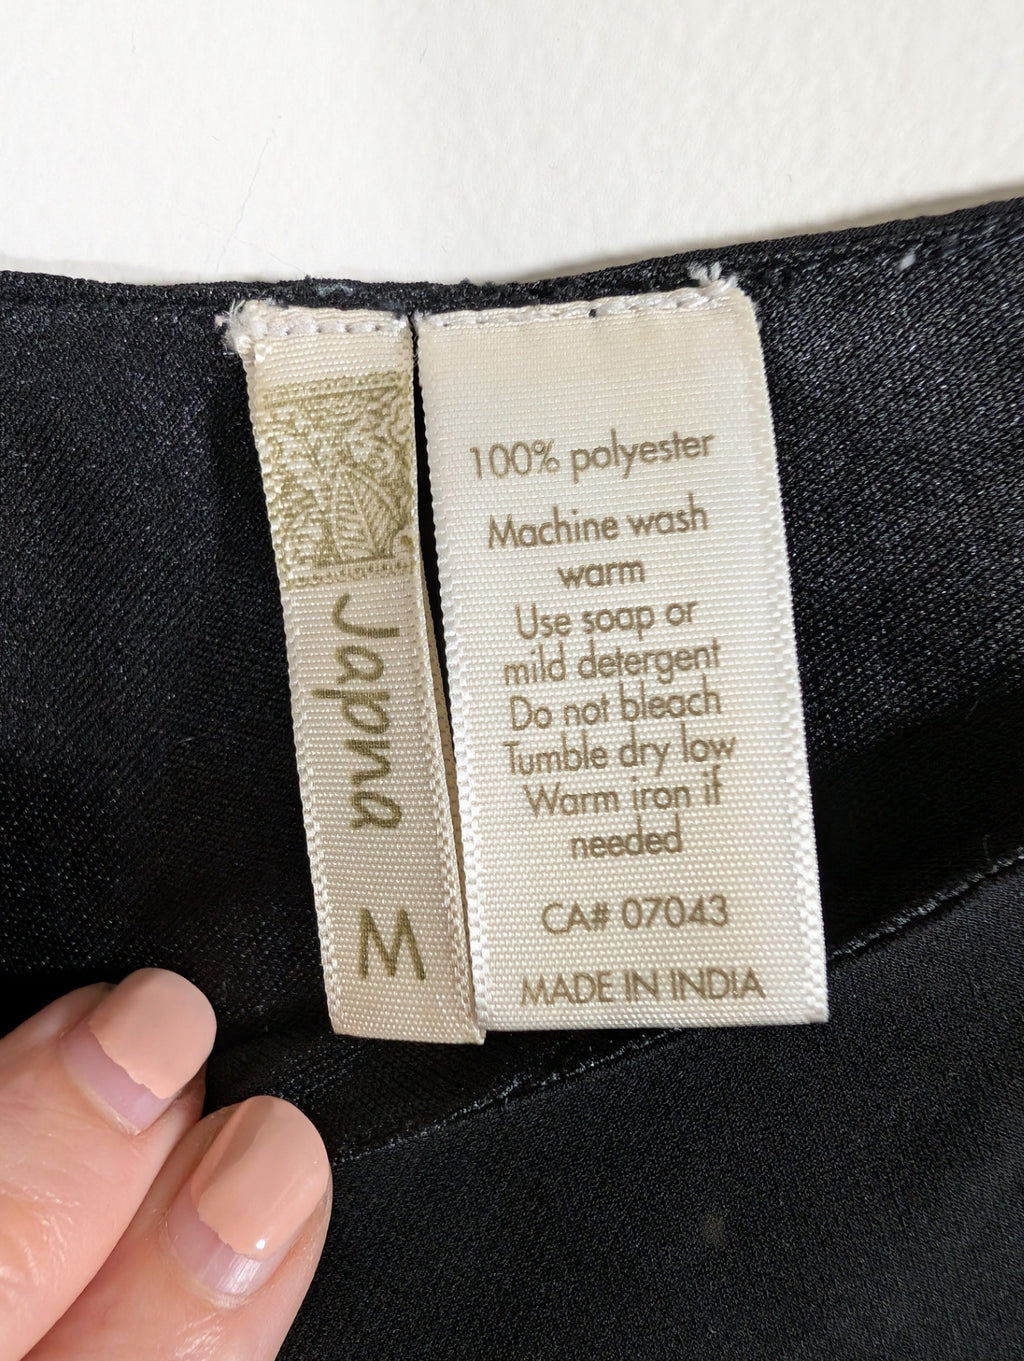 Japna
M
100% polyester
Machine wash
warm
Use soap or
mild detergent
Do not bleach
Tumble dry low
Warm iron if
needed
CA# 07043
MADE IN INDIA